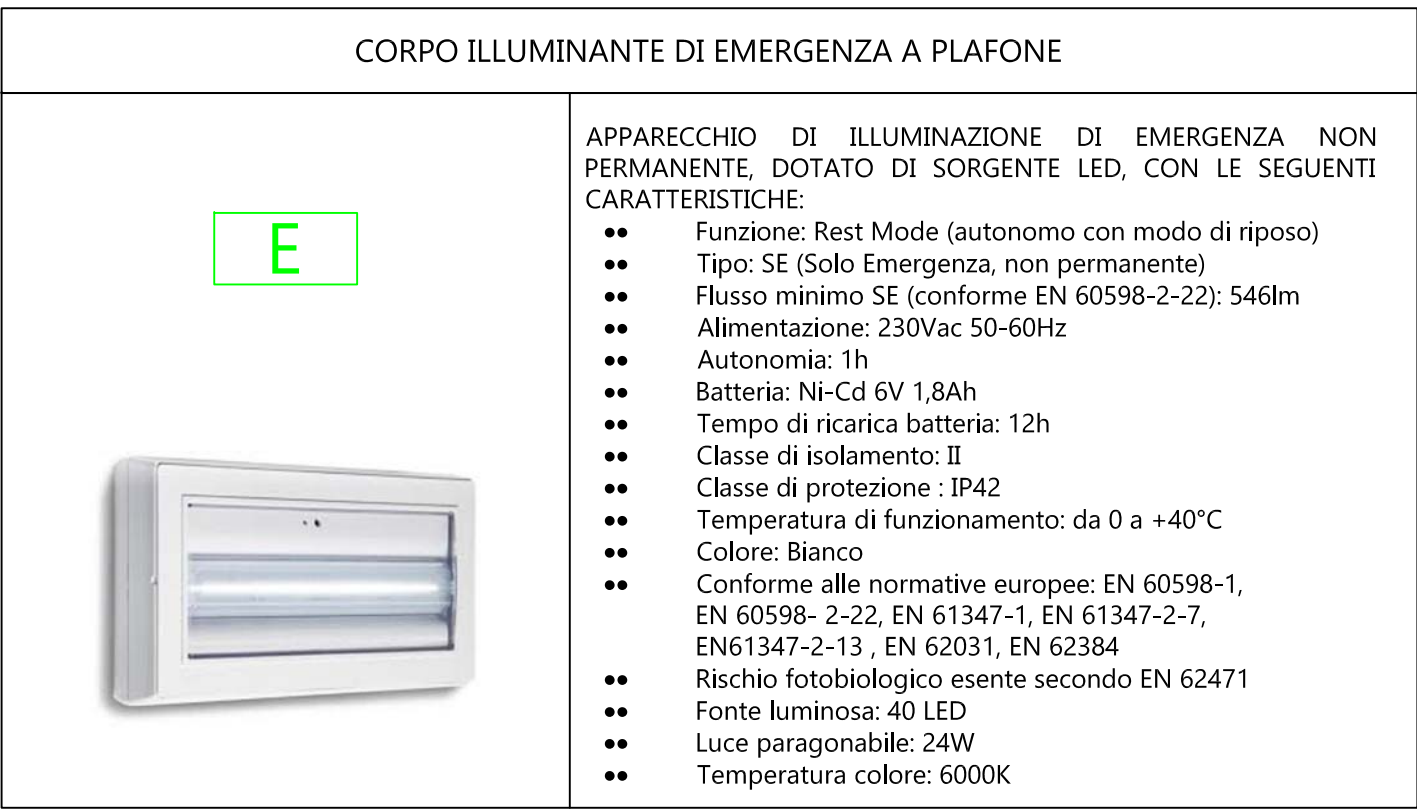 CORPO ILLUMINANTE DI EMERGENZA A PLAFONE
E
APPARECCHIO DI ILLUMINAZIONE DI EMERGENZA NON
PERMANENTE, DOTATO DI SORGENTE LED, CON LE SEGUENTI
CARATTERISTICHE:
•• Funzione: Rest Mode (autonomo con modo di riposo)
•• Tipo: SE (Solo Emergenza, non permanente)
•• Flusso minimo SE (conforme EN 60598-2-22): 546lm
•• Alimentazione: 230Vac 50-60Hz
•• Autonomia: 1h
•• Batteria: Ni-Cd 6V 1,8Ah
•• Tempo di ricarica batteria: 12h
•• Classe di isolamento: II
•• Classe di protezione : IP42
•• Temperatura di funzionamento: da 0 a +40°C
•• Colore: Bianco
•• Conforme alle normative europee: EN 60598-1,
EN 60598- 2-22, EN 61347-1, EN 61347-2-7,
EN61347-2-13 , EN 62031, EN 62384
•• Rischio fotobiologico esente secondo EN 62471
•• Fonte luminosa: 40 LED
•• Luce paragonabile: 24W
•• Temperatura colore: 6000K